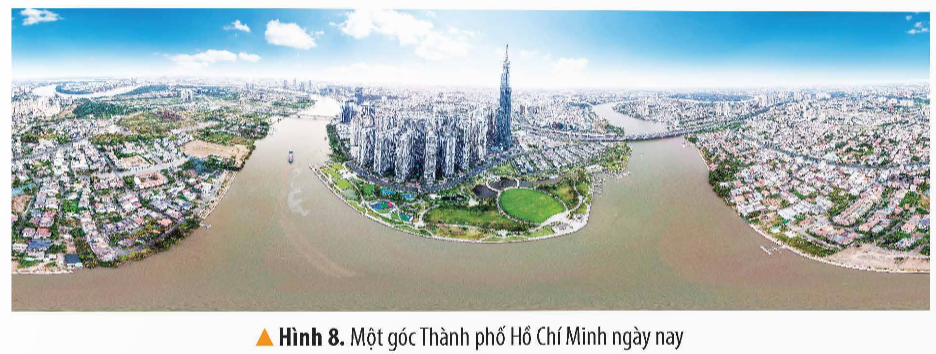 ▲ Hình 8. Một góc Thành phố Hồ Chí Minh ngày nay